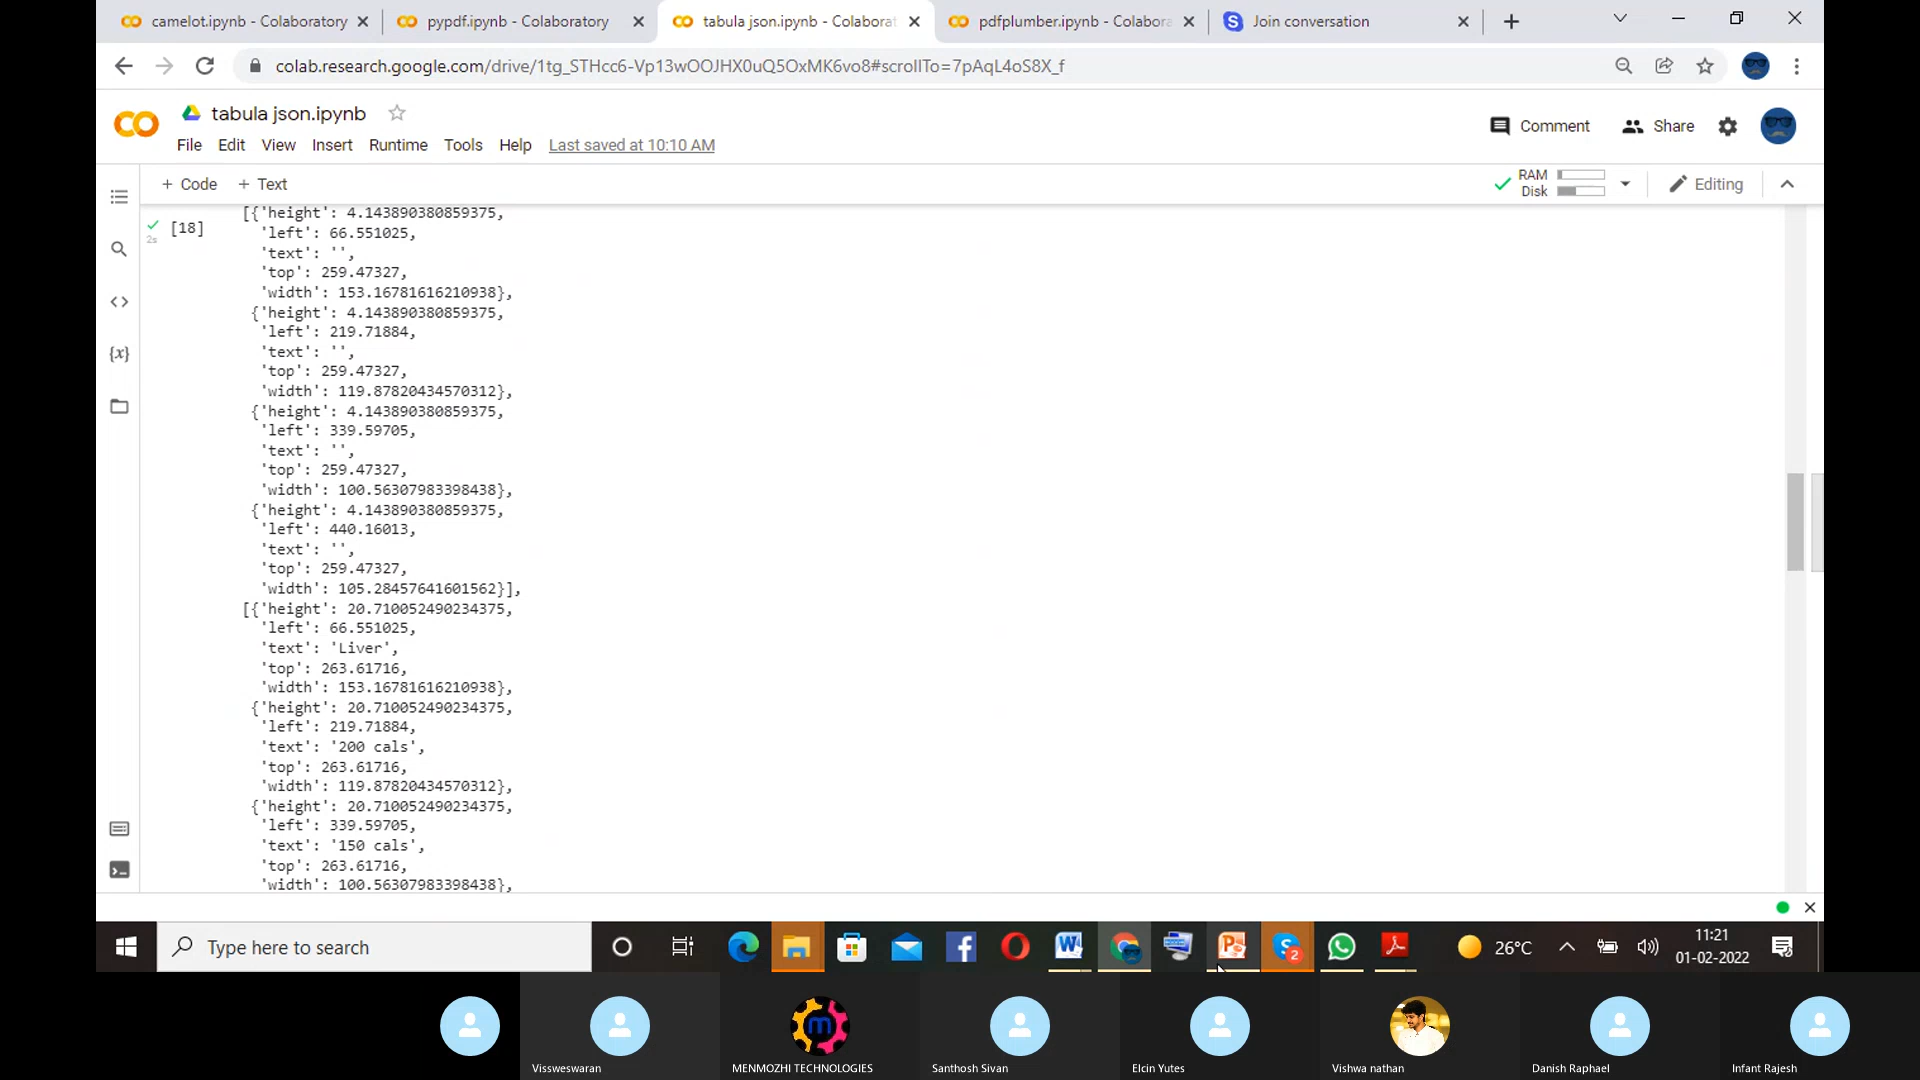 camelot.ipynb - Colaboratory
pypdf.ipynb - Colaboratory
tabula json.ipynb - Colaborat
pdfplumber.ipynb - Colabora
Join conversation
colab.research.google.com/drive/1tg_STHcc6-Vp13wOOJHX0uQ5OxMK6vo8#scrollTo=7pAqL4oS8X_f
tabula json.ipynb
Comment
Share
File Edit View Insert Runtime Tools Help Last saved at 10:10 AM
+ Code + Text
RAM
Disk
Editing
[18]
2s
[{'height': 4.143890380859375,
'left': 66.551025,
'text': '',
'top': 259.47327,
'width': 153.16781616210938},
{'height': 4.143890380859375,
'left': 219.71884,
'text': '',
'top': 259.47327,
'width': 119.87820434570312},
{'height': 4.143890380859375,
'left': 339.59705,
'text': '',
'top': 259.47327,
'width': 100.56307983398438},
{'height': 4.143890380859375,
'left': 440.16013,
'text': '',
'top': 259.47327,
'width': 105.28457641601562}],
[{'height': 20.710052490234375,
'left': 66.551025,
'text': 'Liver',
'top': 263.61716,
'width': 153.16781616210938},
{'height': 20.710052490234375,
'left': 219.71884,
'text': '200 cals',
'top': 263.61716,
'width': 119.87820434570312},
{'height': 20.710052490234375,
'left': 339.59705,
'text': '150 cals',
'top': 263.61716,
'width': 100.56307983398438},
Type here to search
2
26°C
11:21
01-02-2022
Vissweswaran
MENMOZHI TECHNOLOGIES
Santhosh Sivan
Elcin Yutes
Vishwa nathan
Danish Raphael
Infant Rajesh